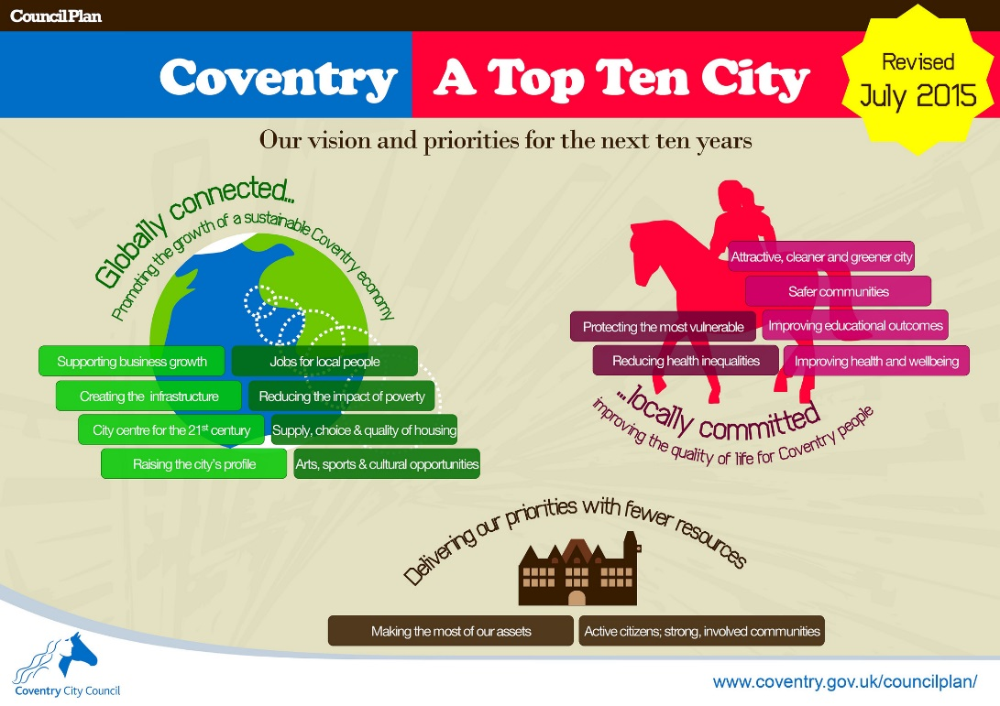 Council Plan
Coventry A Top Ten City
Revised
July 2015
Our vision and priorities for the next ten years
Globally connected...
Promoting the growth of a sustainable Coventry economy
Supporting business growth
Jobs for local people
Creating the infrastructure
Reducing the impact of poverty
City centre for the 21st century
Supply, choice & quality of housing
Raising the city's profile
Arts, sports & cultural opportunities
Attractive, cleaner and greener city
Safer communities
Protecting the most vulnerable
Improving educational outcomes
Reducing health inequalities
Improving health and wellbeing
...locally committed
improving the quality of life for Coventry people
Delivering our priorities with fewer resources
Making the most of our assets
Active citizens; strong, involved communities
Coventry City Council
www.coventry.gov.uk/councilplan/